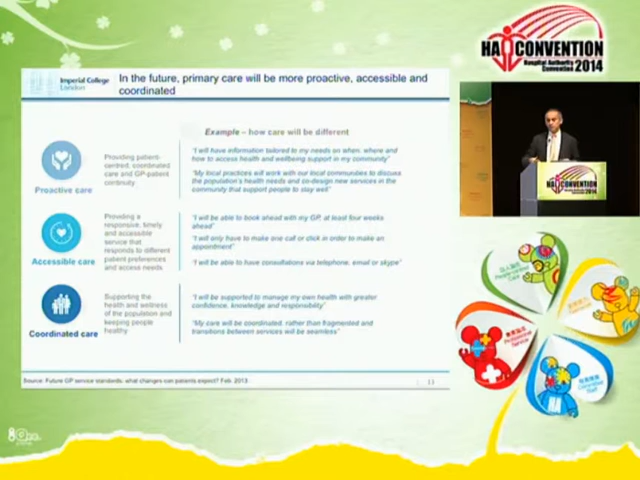 HA CONVENTION
Hospital Authority
Convention 2014
Imperial College
London
In the future, primary care will be more proactive, accessible and
coordinated
Example – how care will be different
Proactive care
Providing patient-
centred, coordinated
care and GP-patient
continuity
"I will have information tailored to my needs on when, where and
how to access health and wellbeing support in my community"
"My local practices will work with our local communities to discuss
the population's health needs and co-design new services in the
community that support people to stay well"
Accessible care
Providing a
responsive, timely
and accessible
service that
responds to different
patient preferences
and access needs
"I will be able to book ahead with my GP, at least four weeks
ahead"
"I will only have to make one call or click in order to make an
appointment"
"I will be able to have consultations via telephone, email or skype"
Coordinated care
Supporting the
health and wellness
of the population and
keeping people
healthy
"I will be supported to manage my own health with greater
confidence, knowledge and responsibility"
"My care will be coordinated, rather than fragmented and
transitions between services will be seamless"
Source: Future GP service standards: what changes can patients expect? Feb. 2013
13
HA CONVENTION
2014
People-centred
Care
Professional
Service
Committed
Staff